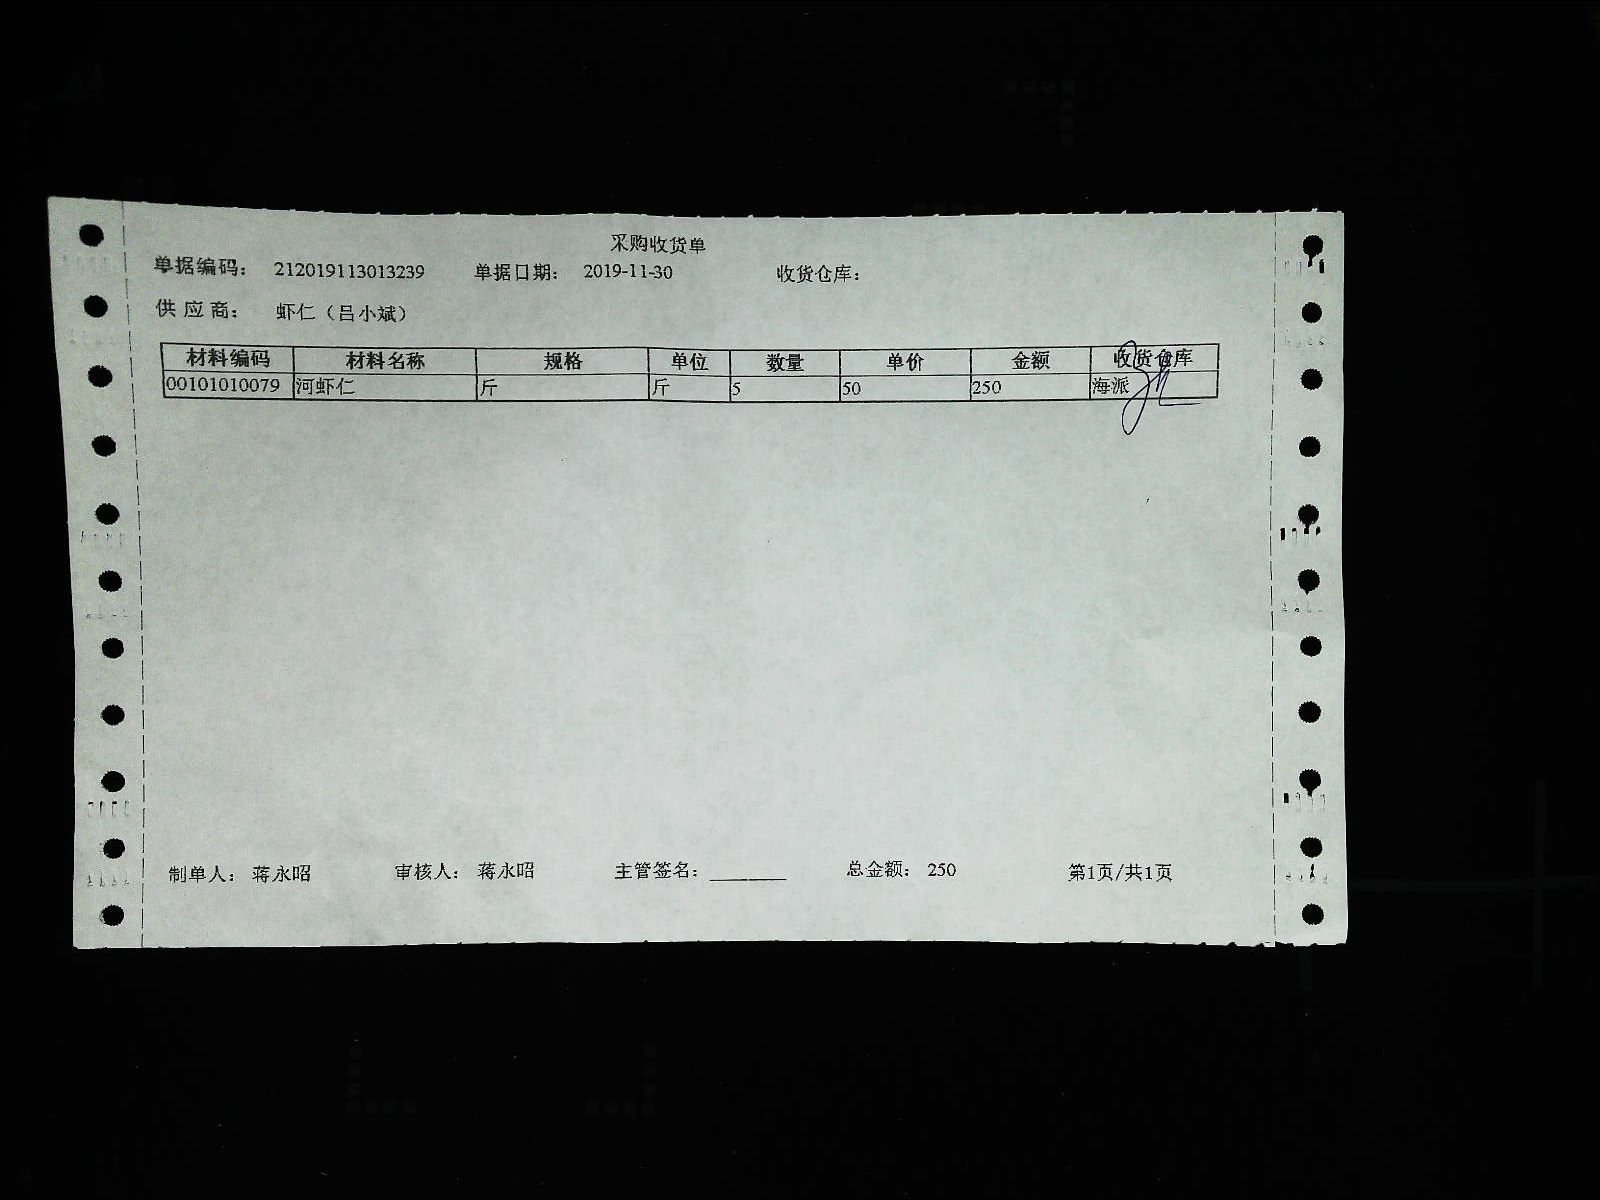 采购收货单
单据编码: 212019113013239 单据日期: 2019-11-30 收货仓库:
供应商: 虾仁(吕小斌)
材料编码 材料名称 规格 单位 数量 单价 金额 收货仓库
00101010079 河虾仁 斤 斤 5 50 250 海派
制单人: 蒋永昭 审核人: 蒋永昭 主管签名:________ 总金额: 250 第1页/共1页